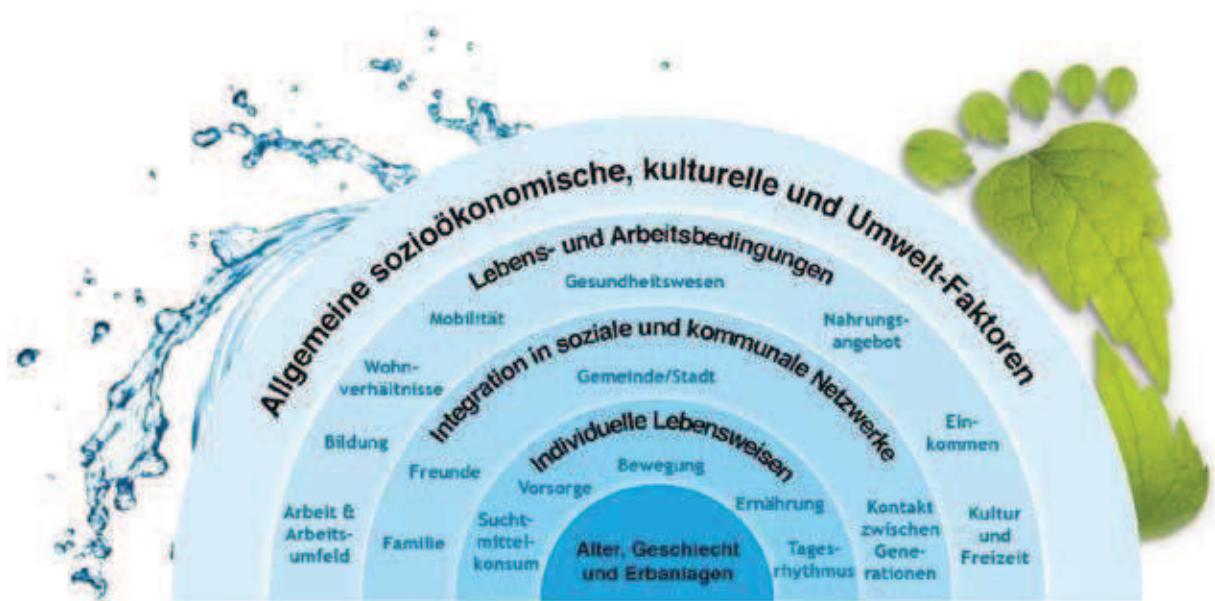 Allgemeine sozioökonomische, kulturelle und Umwelt-Faktoren
Lebens- und Arbeitsbedingungen
Gesundheitswesen
Mobilität
Nahrungs-
angebot
Wohn-
verhältnisse
Bildung
Ein-
kommen
Arbeit &
Arbeits-
umfeld
Kultur
und
Freizeit
Integration in soziale und kommunale Netzwerke
Gemeinde/Stadt
Freunde
Familie
Kontakt
zwischen
Gene-
rationen
Individuelle Lebensweisen
Bewegung
Vorsorge
Ernährung
Sucht-
mittel-
konsum
Tages-
rhythmus
Alter, Geschlecht
und Erbanlagen